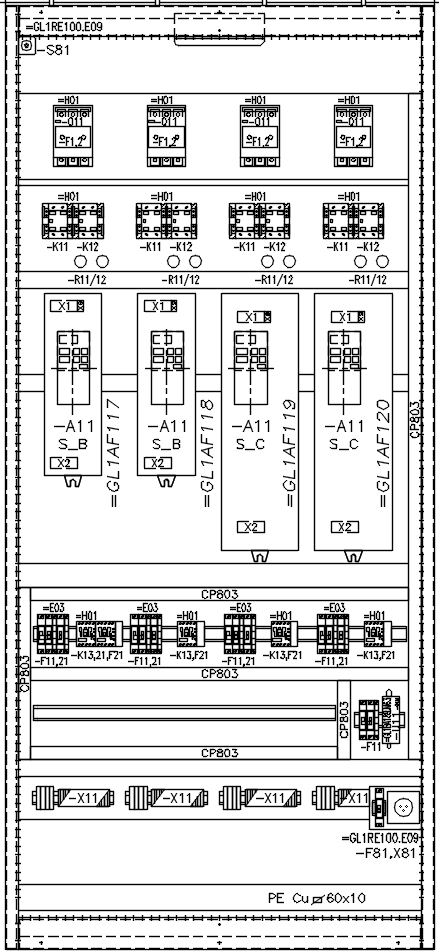 =GL1RE100.E09
-S81
=H01 =H01 =H01 =H01
-Q11 -Q11 -Q11 -Q11
F1,2 F1,2 F1,2 F1,2
=H01 =H01 =H01 =H01
-K11 -K12 -K11 -K12 -K11 -K12 -K11 -K12
-R11/12 -R11/12 -R11/12 -R11/12
X1 X1 X1 X1
-A11 -A11 -A11 -A11
S_B S_B S_C S_C
X2 X2
X2 X2
=GL1AF117
=GL1AF118
=GL1AF119
=GL1AF120
CP803
CP803
=E03 =H01 =E03 =H01 =E03 =H01 =E03 =H01
-F11,21 -K13,21,F21 -F11,21 -K13,F21 -F11,21 -K13,F21 -F11,21 -K13,F21
CP803
CP803
CP803
-F11
-U11
CP803
-X11 -X11 -X11 -X11
=GL1RE100.E09
-F81,X81
PE Cu 60x10